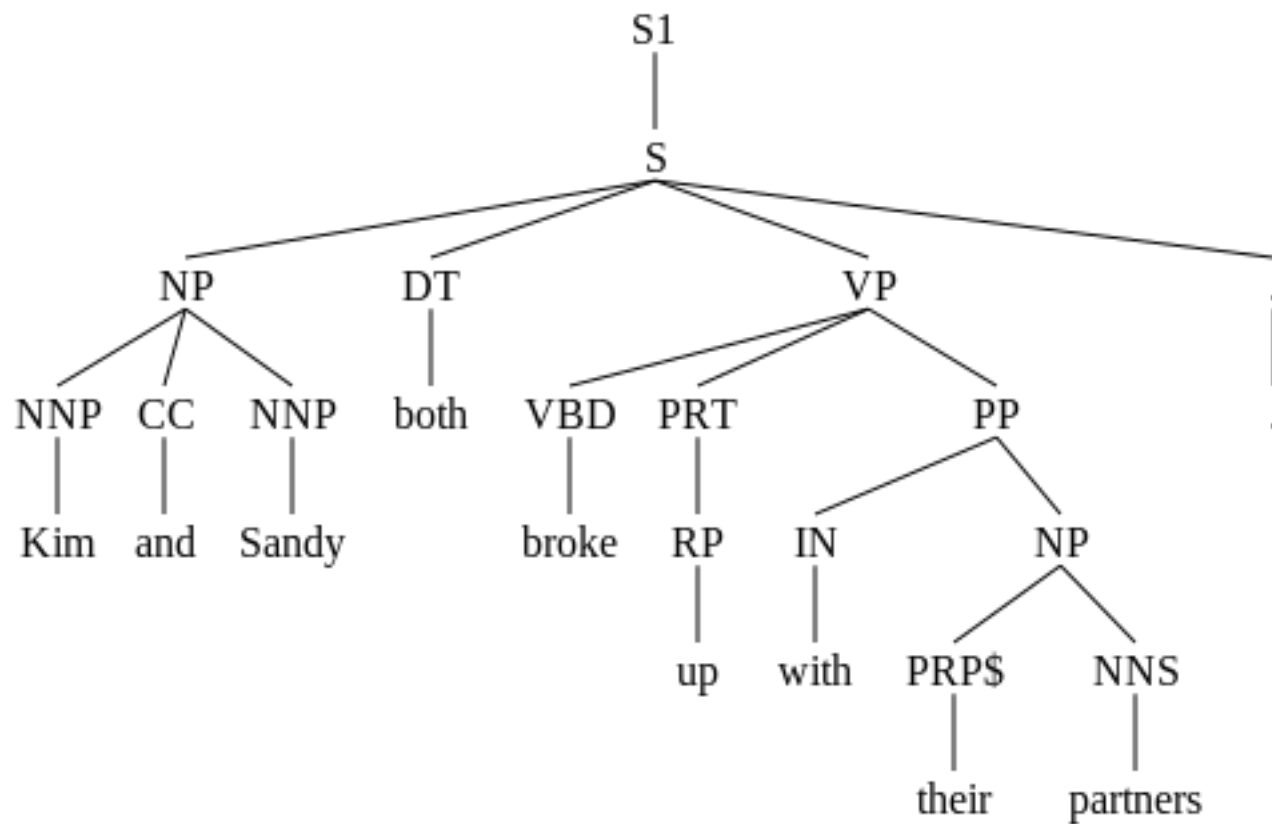 S1
S
NP DT VP
NNP CC NNP both VBD PRT PP
Kim and Sandy broke RP IN NP
up with PRP$ NNS
their partners